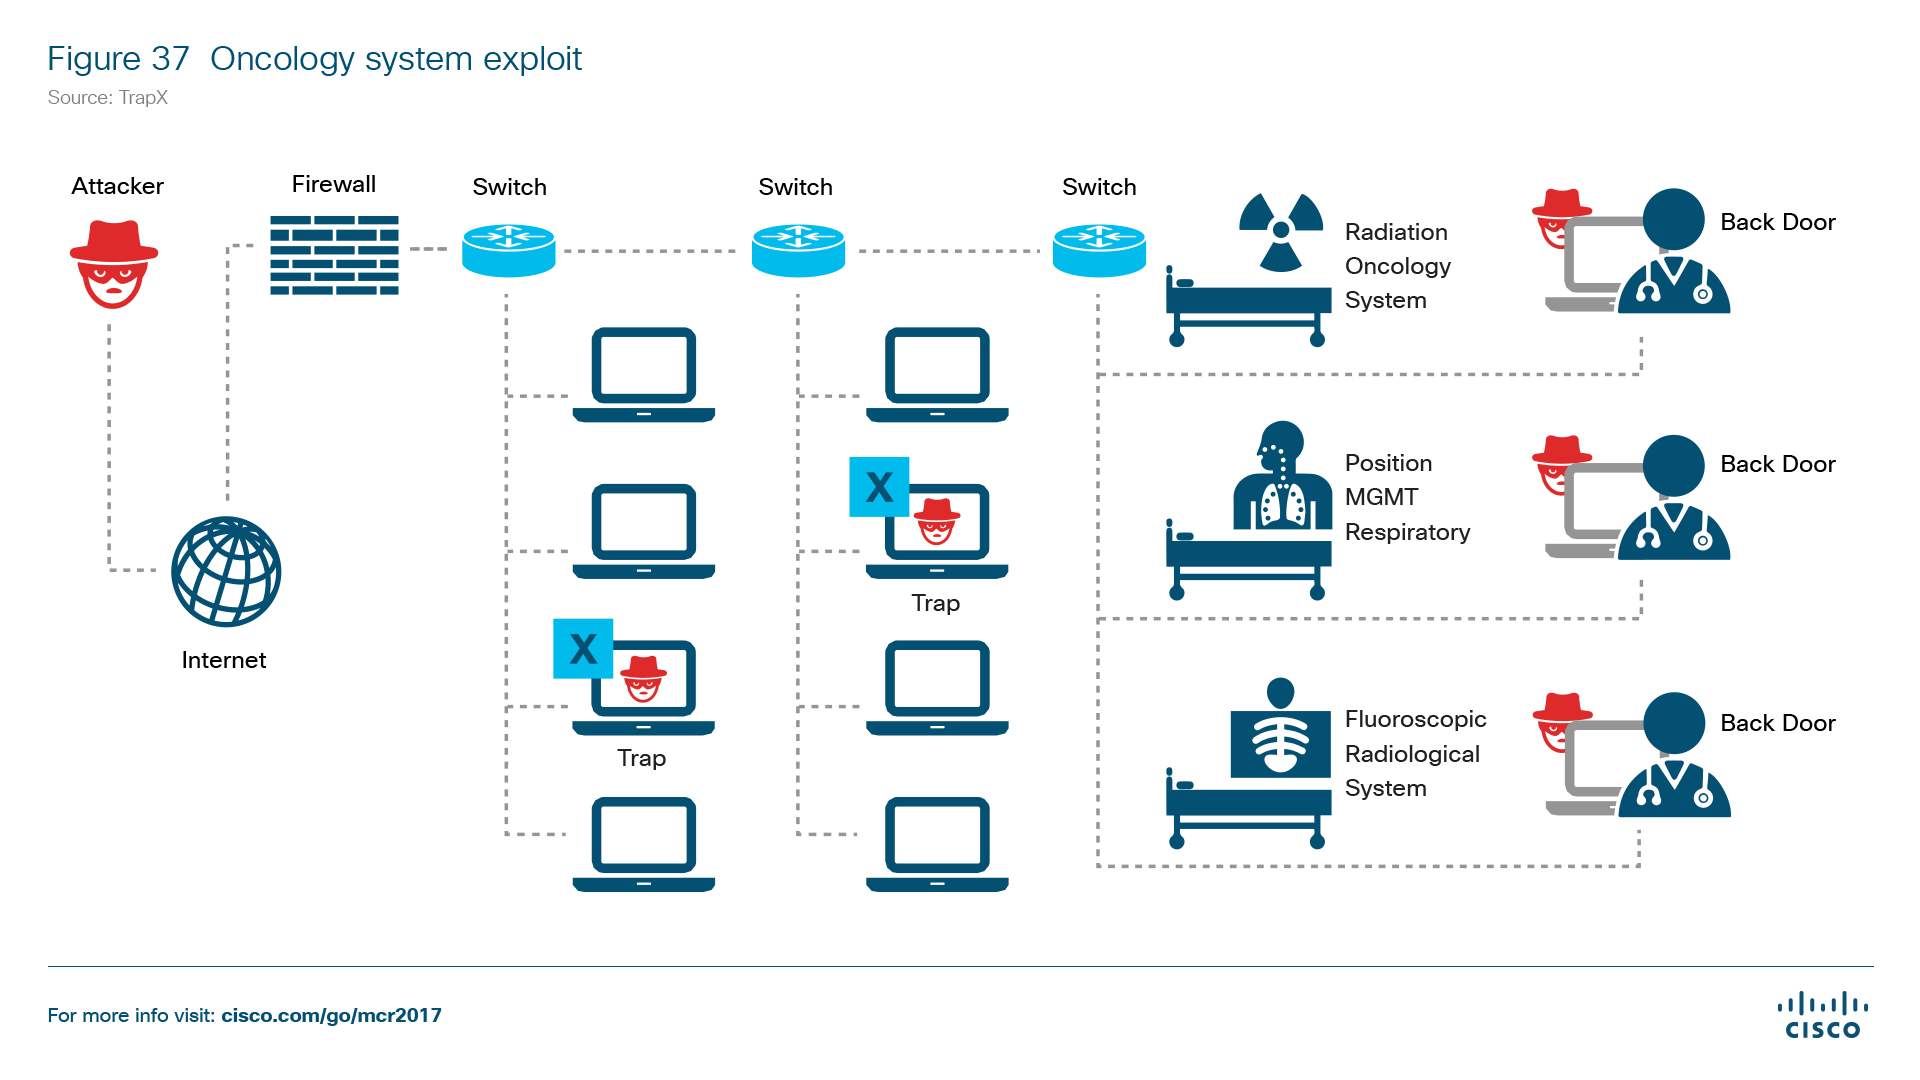 Figure 37  Oncology system exploit
Source: TrapX
Attacker
Firewall
Switch
Switch
Switch
Radiation
Oncology
System
Back Door
Position
MGMT
Respiratory
Back Door
X
Trap
Internet
X
Trap
Fluoroscopic
Radiological
System
Back Door
For more info visit: cisco.com/go/mcr2017
CISCO